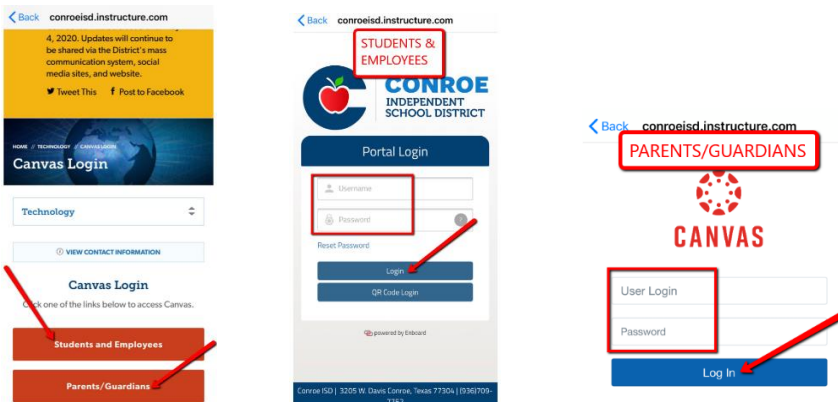 Back conroeisd.instructure.com
4, 2020. Updates will continue to
be shared via the District's mass
communication system, social
media sites, and website.
Tweet This Post to Facebook
HOME // TECHNOLOGY // CANVAS LOGIN
Canvas Login
Technology
VIEW CONTACT INFORMATION
Canvas Login
Click one of the links below to access Canvas.
Students and Employees
Parents/Guardians
Back conroeisd.instructure.com
STUDENTS &
EMPLOYEES
CONROE
INDEPENDENT
SCHOOL DISTRICT
Portal Login
Username
Password
Reset Password
Login
QR Code Login
powered by Enboard
Conroe ISD | 3205 W. Davis Conroe, Texas 77304 | (936)709-
7752
Back conroeisd.instructure.com
PARENTS/GUARDIANS
CANVAS
User Login
Password
Log In